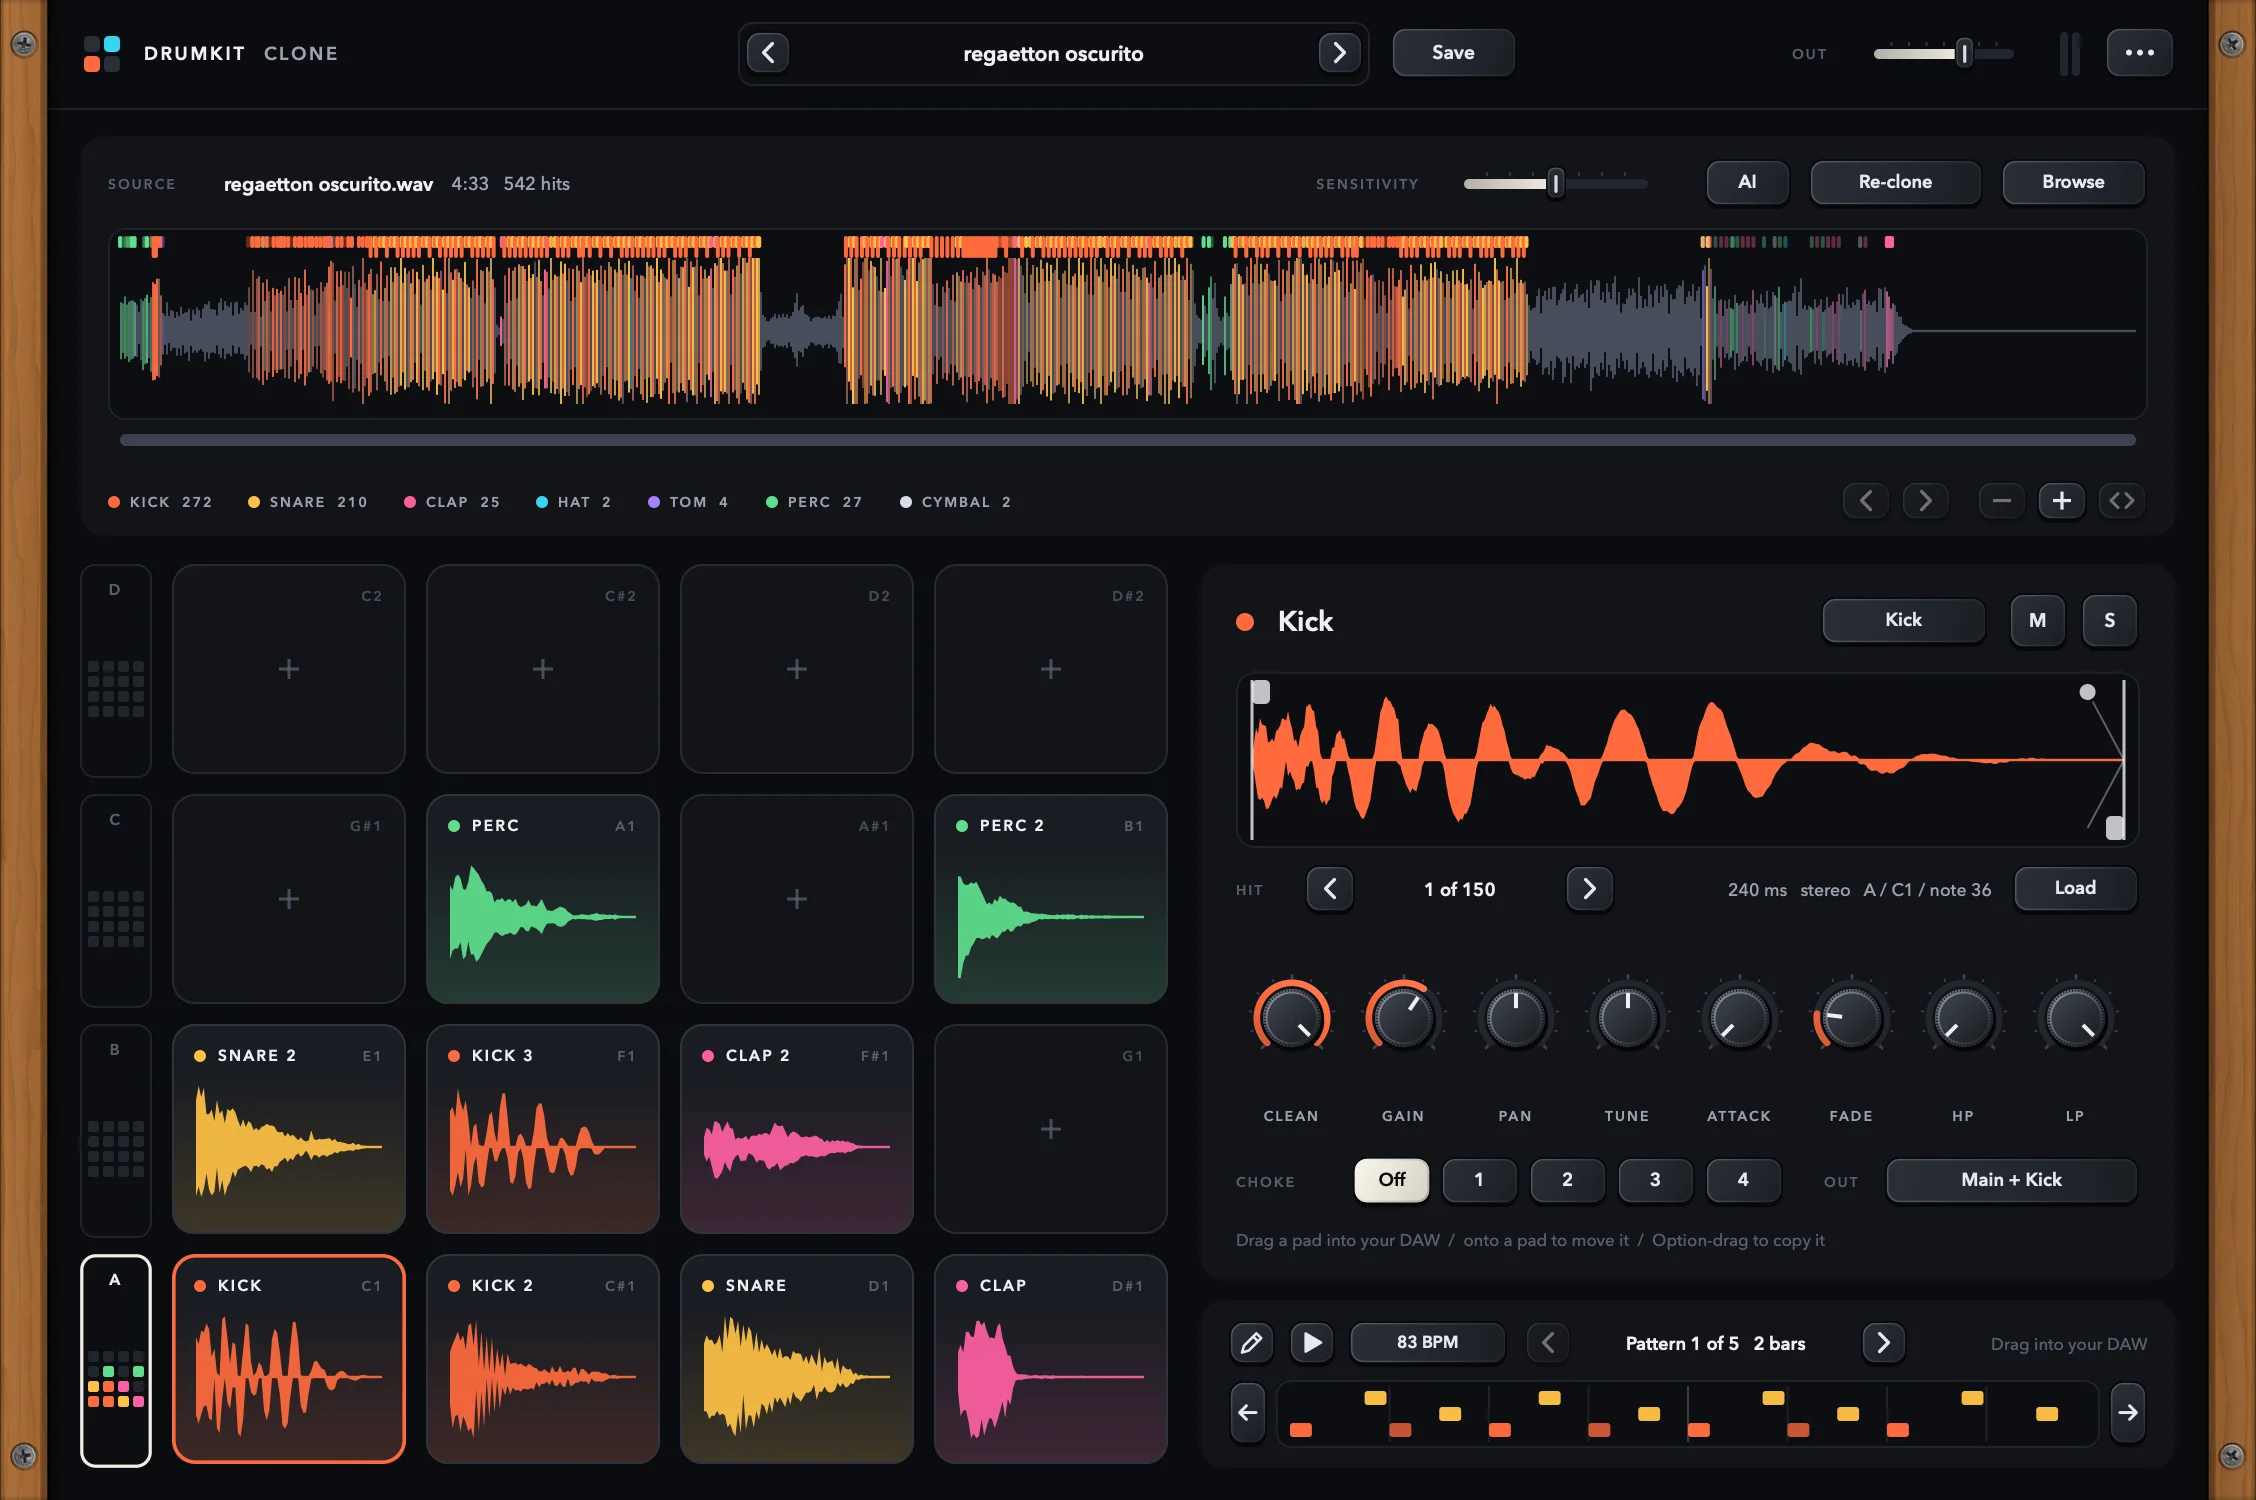 DRUMKIT CLONE
regaetton oscurito
Save
OUT
SOURCE regaetton oscurito.wav 4:33 542 hits
SENSITIVITY
AI
Re-clone
Browse
KICK 272 SNARE 210 CLAP 25 HAT 2 TOM 4 PERC 27 CYMBAL 2
D
C2
C#2
D2
D#2
C
G#1
PERC A1
A#1
PERC 2 B1
B
SNARE 2 E1
KICK 3 F1
CLAP 2 F#1
G1
A
KICK C1
KICK 2 C#1
SNARE D1
CLAP D#1
Kick
Kick
M
S
HIT
1 of 150
240 ms stereo A / C1 / note 36
Load
CLEAN GAIN PAN TUNE ATTACK FADE HP LP
CHOKE Off 1 2 3 4
OUT Main + Kick
Drag a pad into your DAW / onto a pad to move it / Option-drag to copy it
83 BPM
Pattern 1 of 5 2 bars
Drag into your DAW